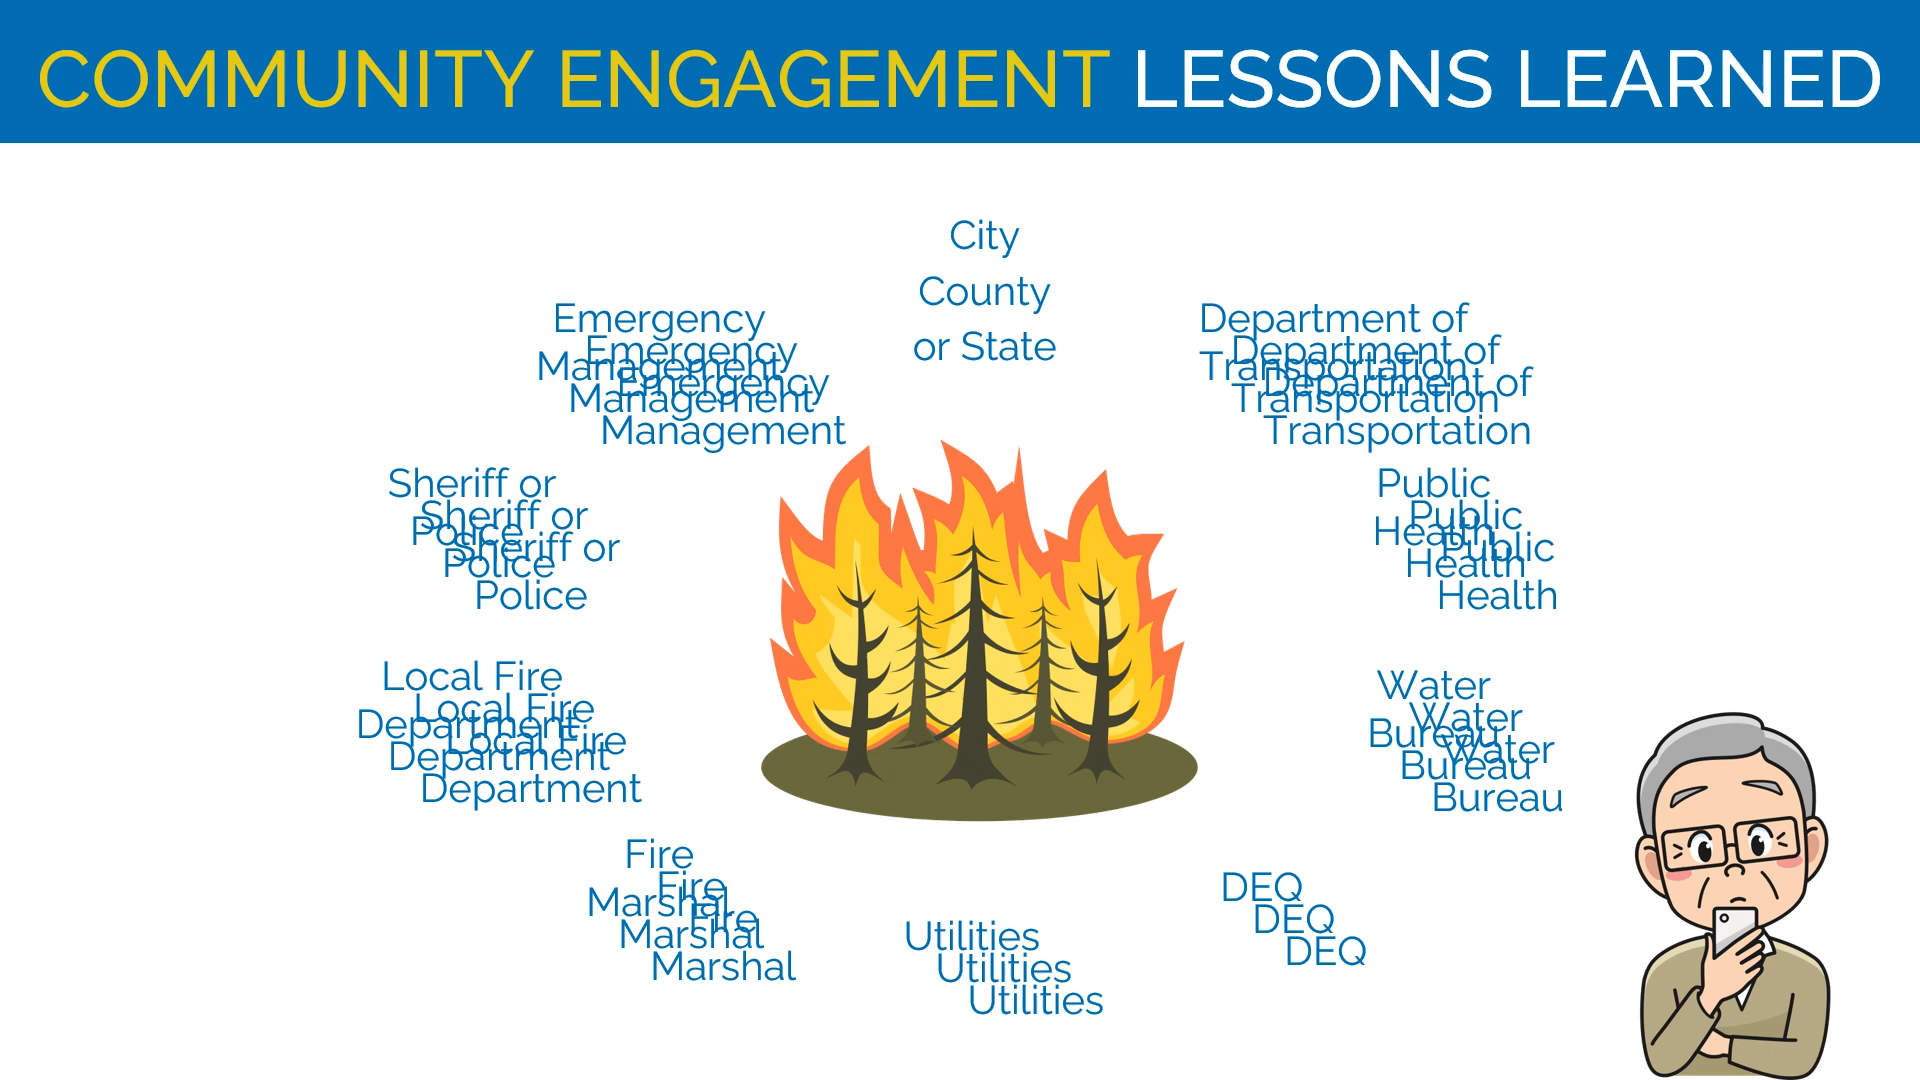 COMMUNITY ENGAGEMENT LESSONS LEARNED
City
County
or State
Emergency
Management
Emergency
Management
Emergency
Management
Department of
Transportation
Department of
Transportation
Department of
Transportation
Sheriff or
Police
Sheriff or
Police
Sheriff or
Police
Public
Health
Public
Health
Public
Health
Local Fire
Department
Local Fire
Department
Local Fire
Department
Water
Bureau
Water
Bureau
Water
Bureau
Fire
Marshal
Fire
Marshal
Fire
Marshal
Utilities
Utilities
Utilities
DEQ
DEQ
DEQ